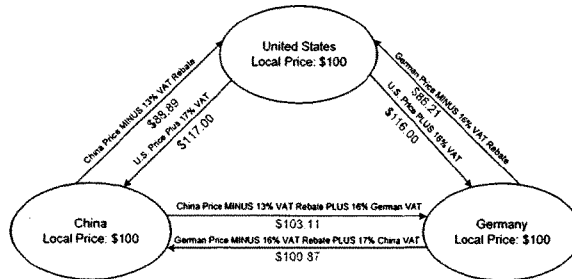 United States
Local Price: $100
China Price MINUS 13% VAT Rebate
$88.89
U.S. Price Plus 17% VAT
$117.00
German Price MINUS 16% VAT Rebate
$86.21
U.S. Price PLUS 16% VAT
$116.00
China
Local Price: $100
China Price MINUS 13% VAT Rebate PLUS 16% German VAT
$103.11
German Price MINUS 16% VAT Rebate PLUS 17% China VAT
$100.87
Germany
Local Price: $100